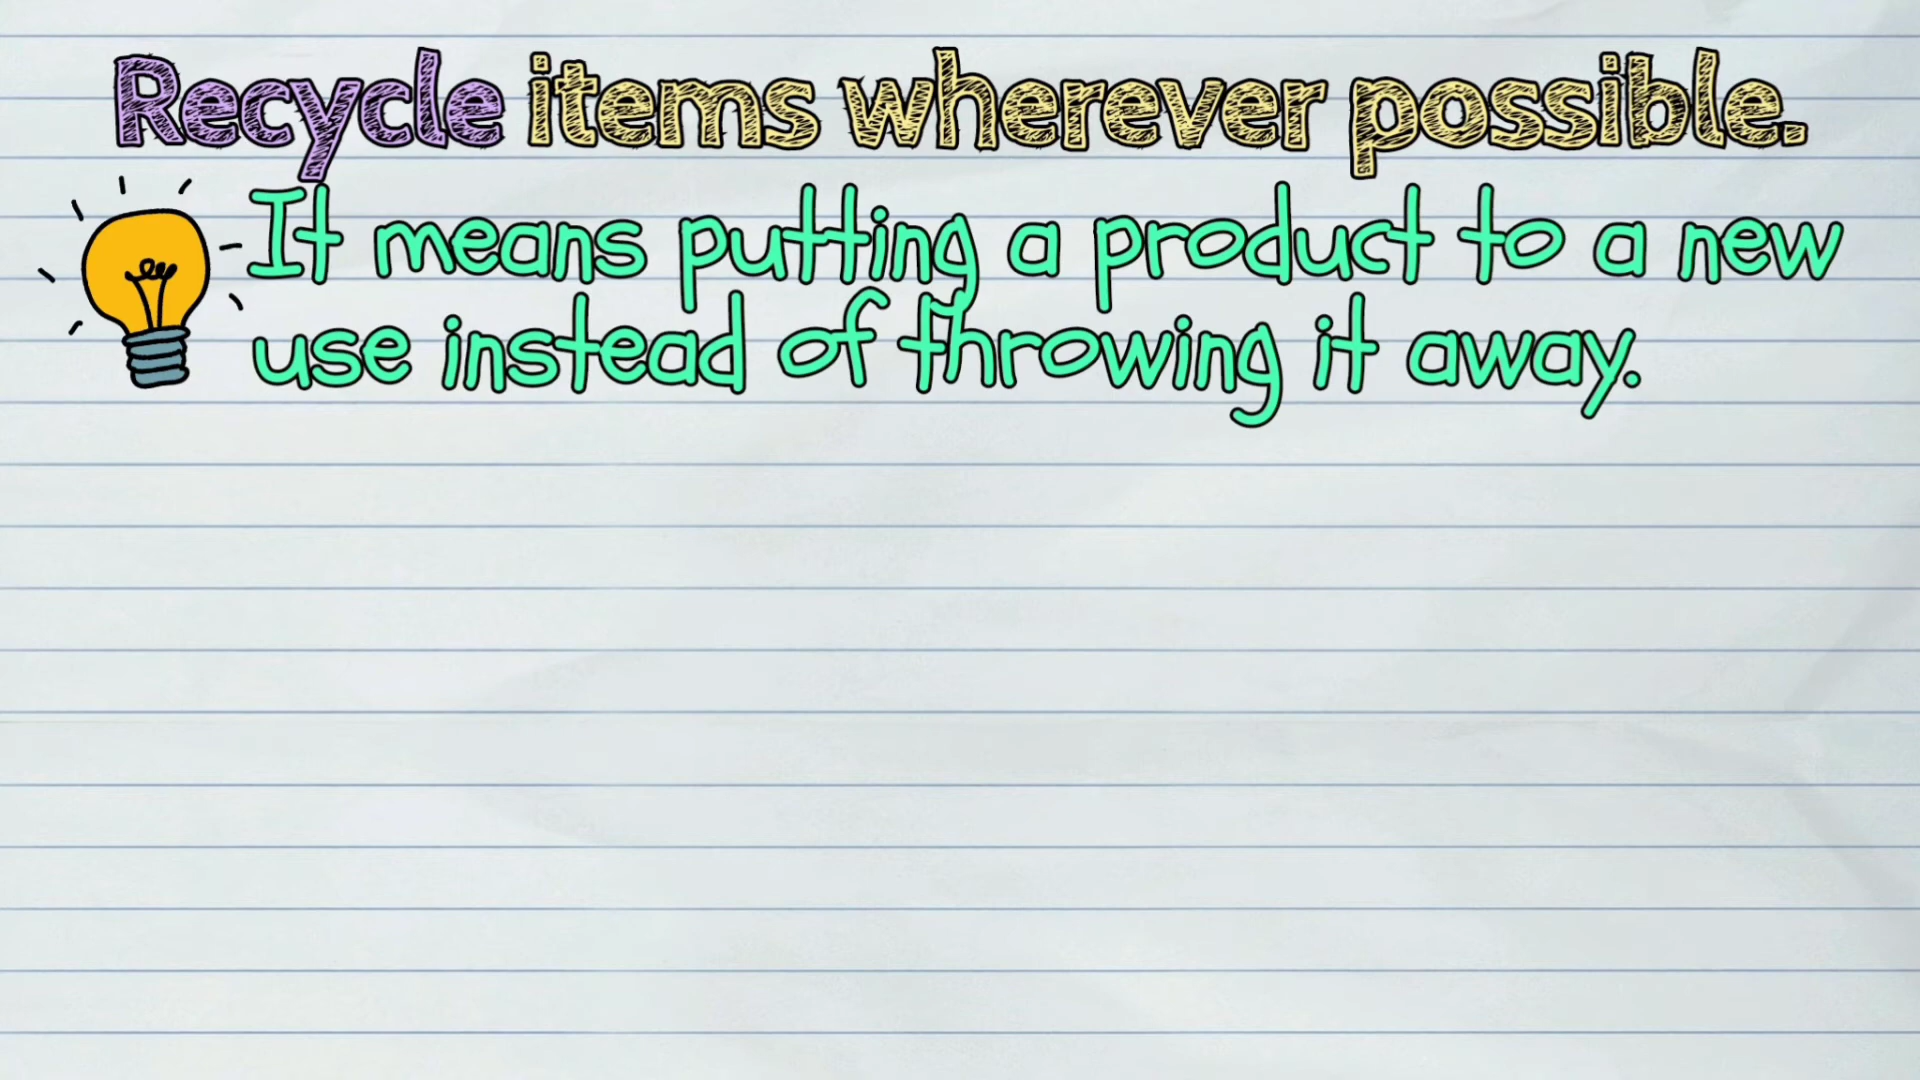 Recycle items wherever possible.
It means putting a product to a new
use instead of throwing it away.